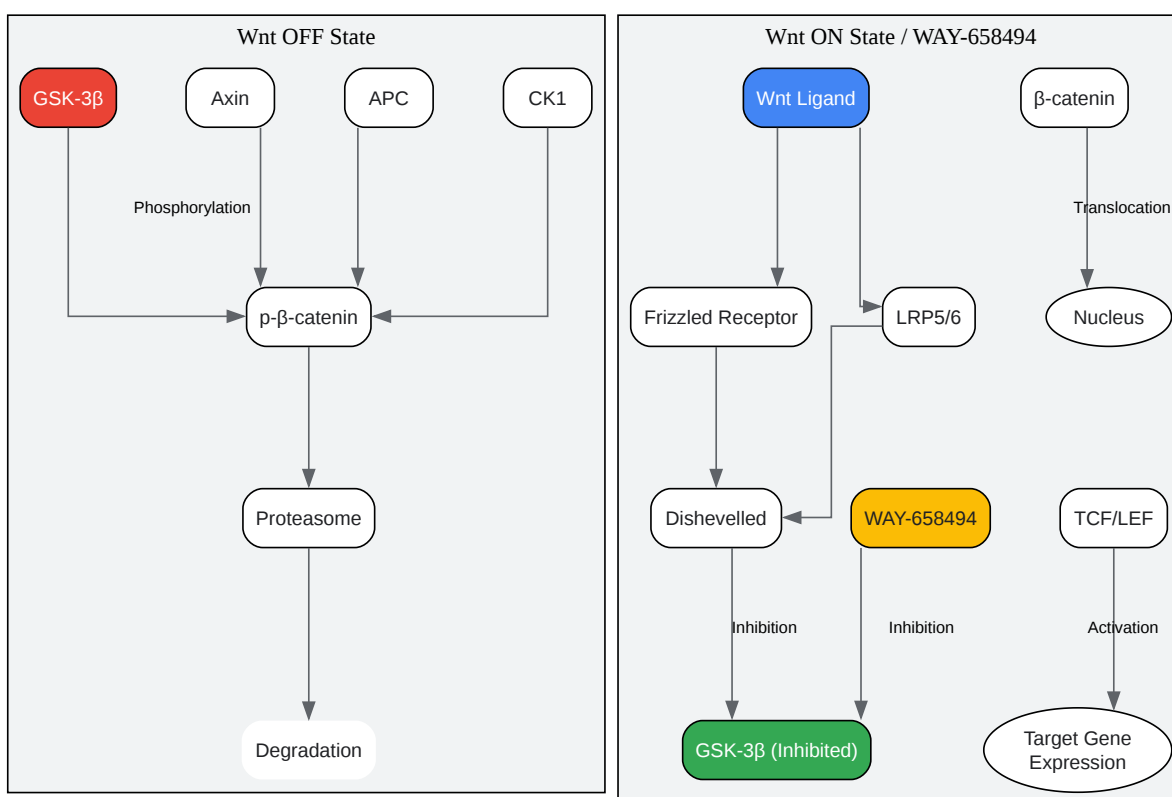 Wnt OFF State
GSK-3β
Axin
APC
CK1
Phosphorylation
p-β-catenin
Proteasome
Degradation
Wnt ON State / WAY-658494
Wnt Ligand
β-catenin
Translocation
Frizzled Receptor
LRP5/6
Nucleus
Dishevelled
WAY-658494
TCF/LEF
Inhibition
Inhibition
Activation
GSK-3β (Inhibited)
Target Gene
Expression